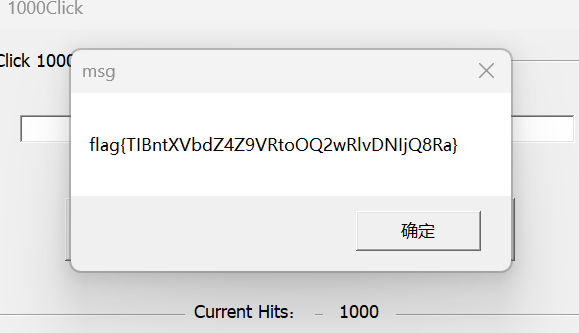 1000Click
Click 1000
msg
flag{TIBntXVbdZ4Z9VRtoOQ2wRlvDNIjQ8Ra}
确定
Current Hits： 1000